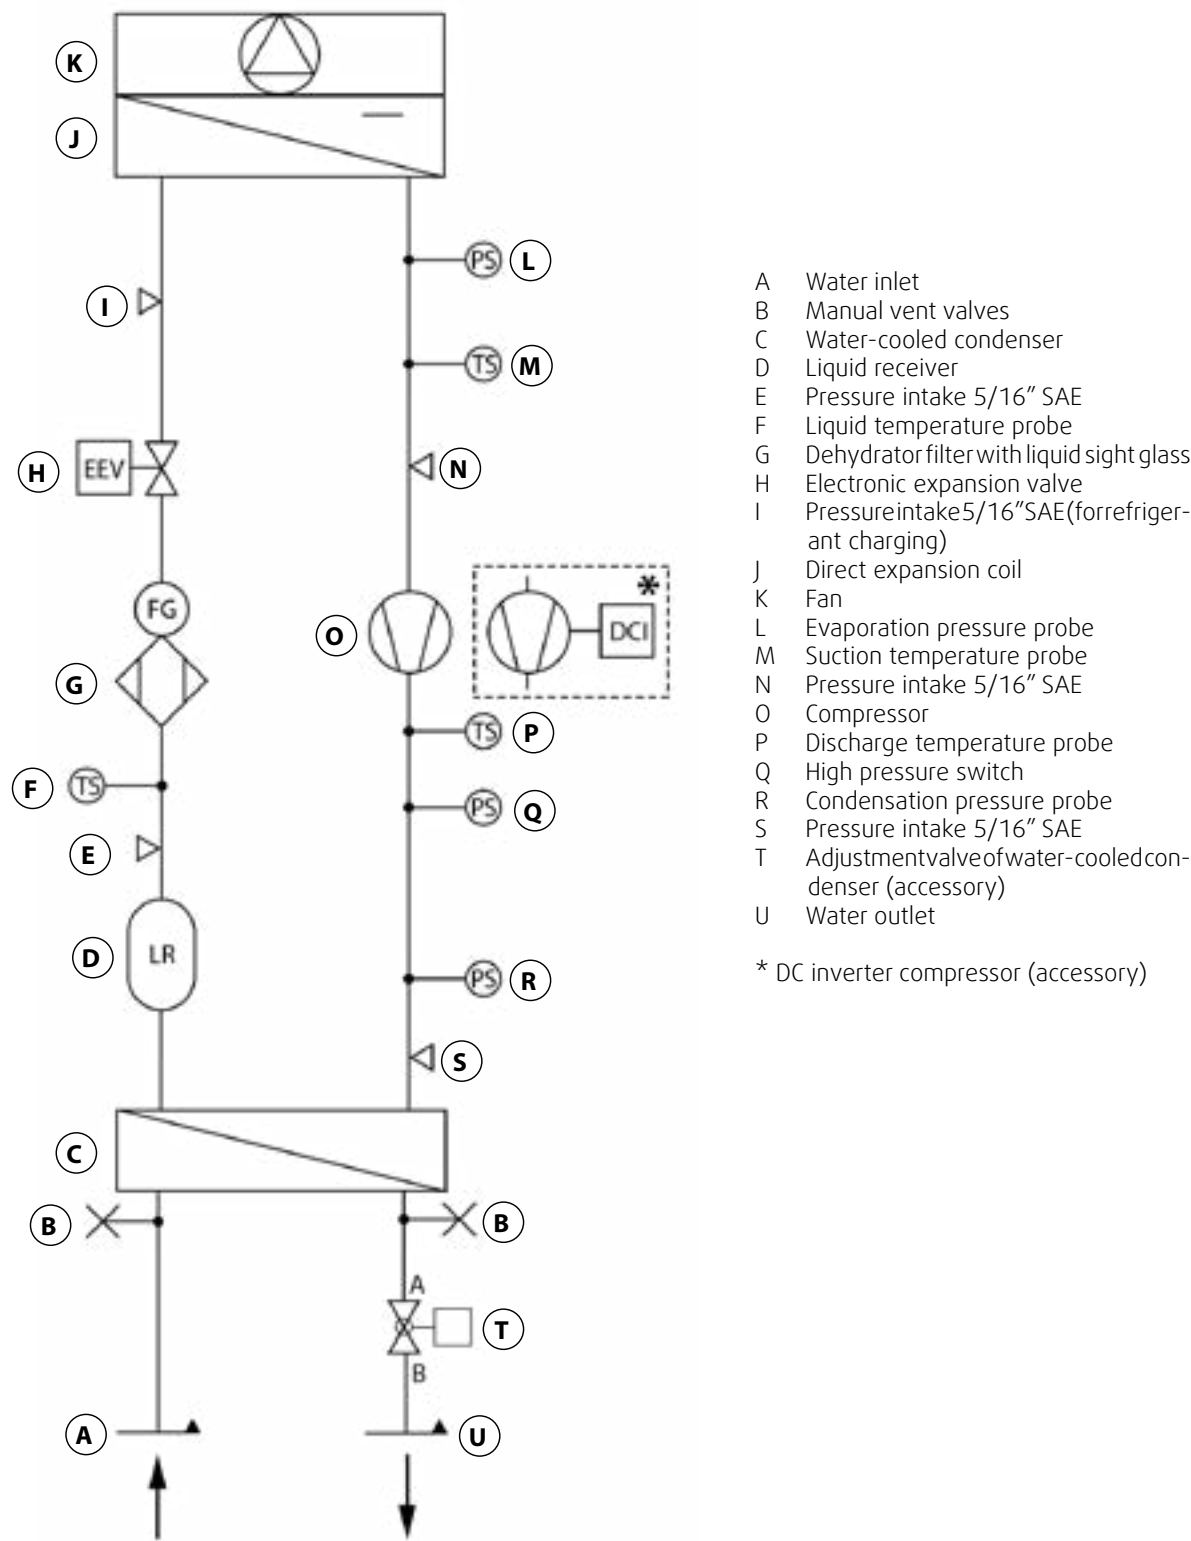 K
J
PS L
I
TS M
H EEV N
*
FG
O DCI
G
TS P
F TS
PS Q
E
D LR
PS R
S
C
B B
A
T
B
A U
A Water inlet
B Manual vent valves
C Water-cooled condenser
D Liquid receiver
E Pressure intake 5/16" SAE
F Liquid temperature probe
G Dehydrator filter with liquid sight glass
H Electronic expansion valve
I Pressure intake 5/16" SAE (for refriger-
ant charging)
J Direct expansion coil
K Fan
L Evaporation pressure probe
M Suction temperature probe
N Pressure intake 5/16" SAE
O Compressor
P Discharge temperature probe
Q High pressure switch
R Condensation pressure probe
S Pressure intake 5/16" SAE
T Adjustment valve of water-cooled con-
denser (accessory)
U Water outlet
* DC inverter compressor (accessory)